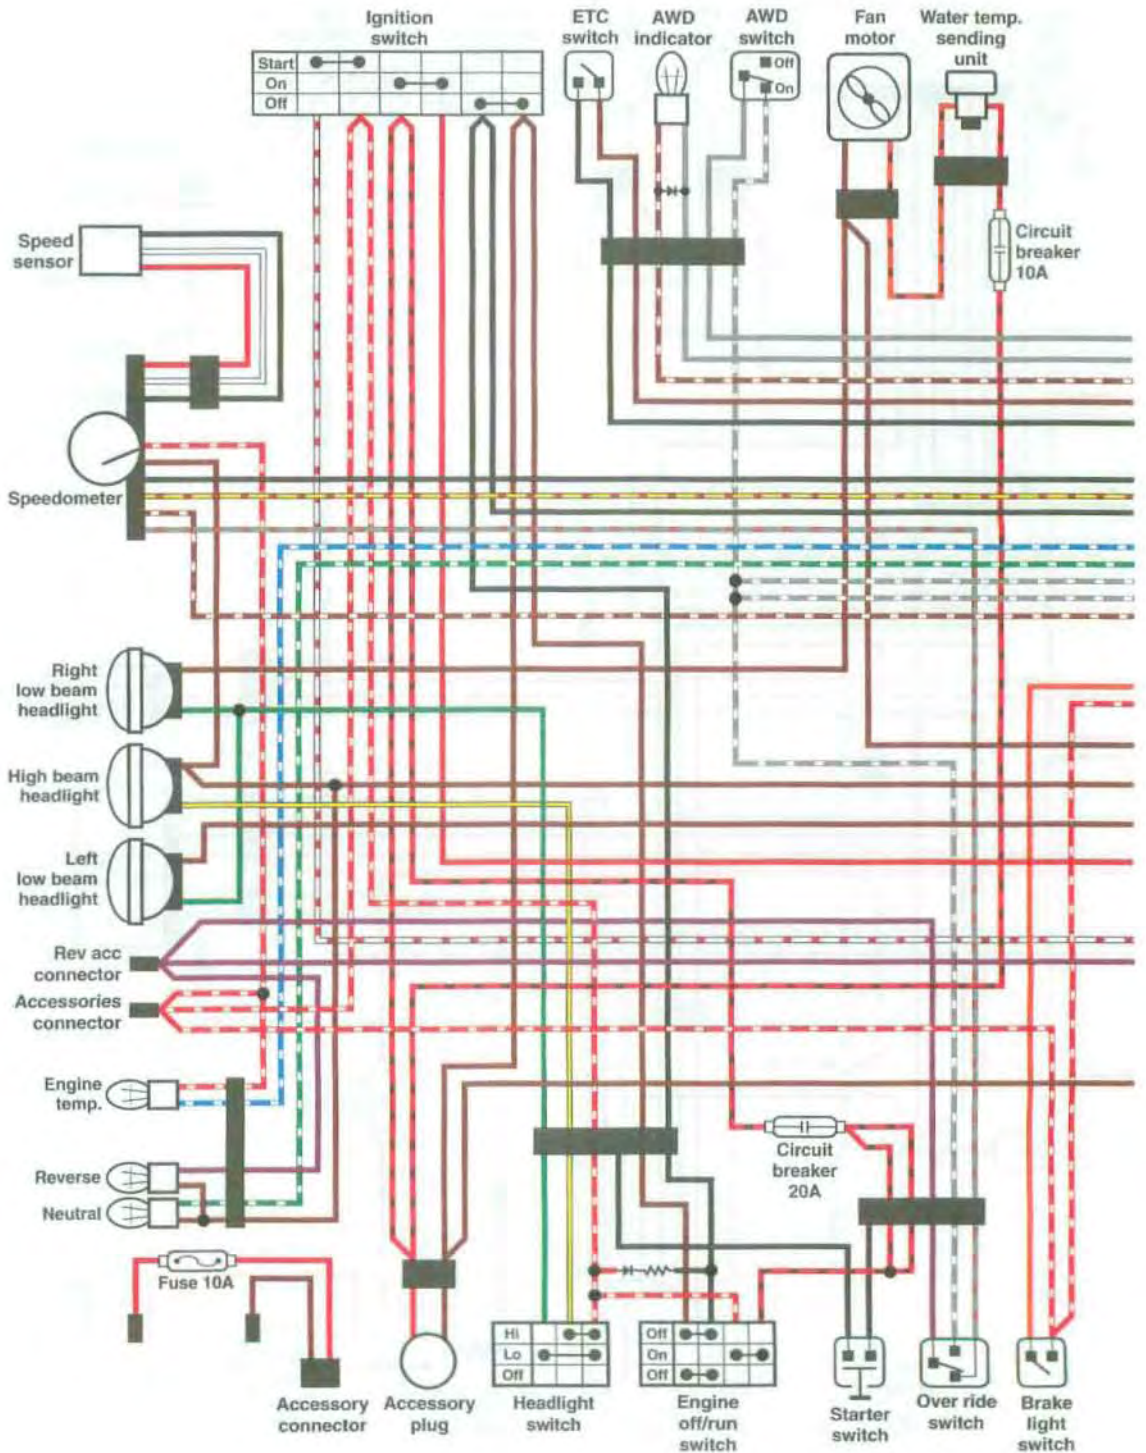 Ignition
switch
ETC
switch
AWD
indicator
AWD
switch
Fan
motor
Water temp.
sending
unit
Start
On
Off
Off
On
Speed
sensor
Circuit
breaker
10A
Speedometer
Right
low beam
headlight
High beam
headlight
Left
low beam
headlight
Rev acc
connector
Accessories
connector
Engine
temp.
Circuit
breaker
20A
Reverse
Neutral
Fuse 10A
Hi
Lo
Off
Off
On
Off
Accessory
connector
Accessory
plug
Headlight
switch
Engine
off/run
switch
Starter
switch
Over ride
switch
Brake
light
switch